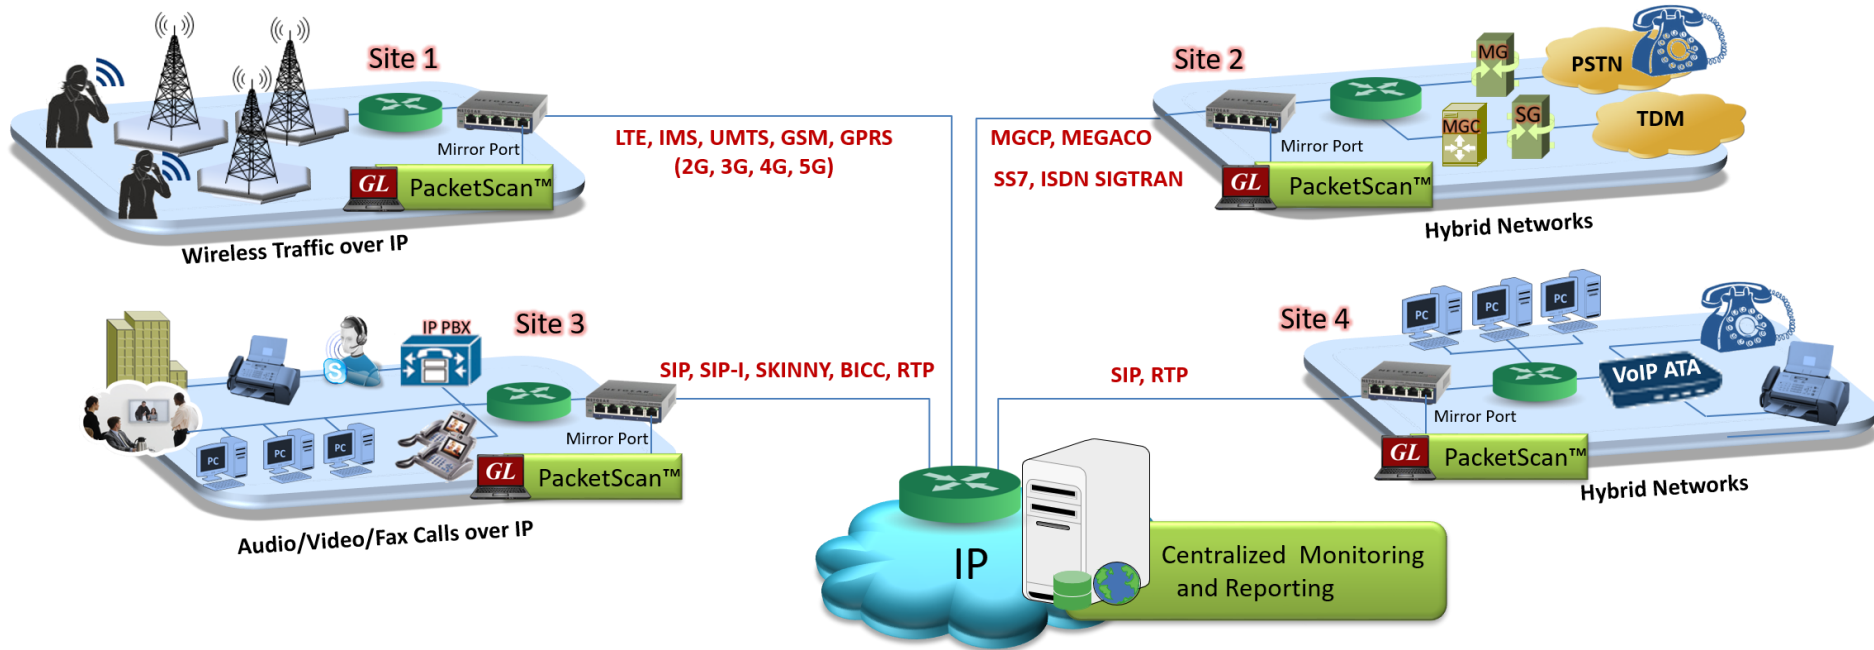 Site 1
Mirror Port
GL PacketScan™
Wireless Traffic over IP
LTE, IMS, UMTS, GSM, GPRS
(2G, 3G, 4G, 5G)
Site 2
NETGEAR
Mirror Port
GL PacketScan™
MG
PSTN
MGC
SG
TDM
Hybrid Networks
MGCP, MEGACO
SS7, ISDN SIGTRAN
Site 3
IP PBX
S
PC
PC
PC
NETGEAR
Mirror Port
GL PacketScan™
Audio/Video/Fax Calls over IP
SIP, SIP-I, SKINNY, BICC, RTP
Site 4
PC
PC
PC
VoIP ATA
Mirror Port
GL PacketScan™
Hybrid Networks
SIP, RTP
IP
Centralized Monitoring
and Reporting